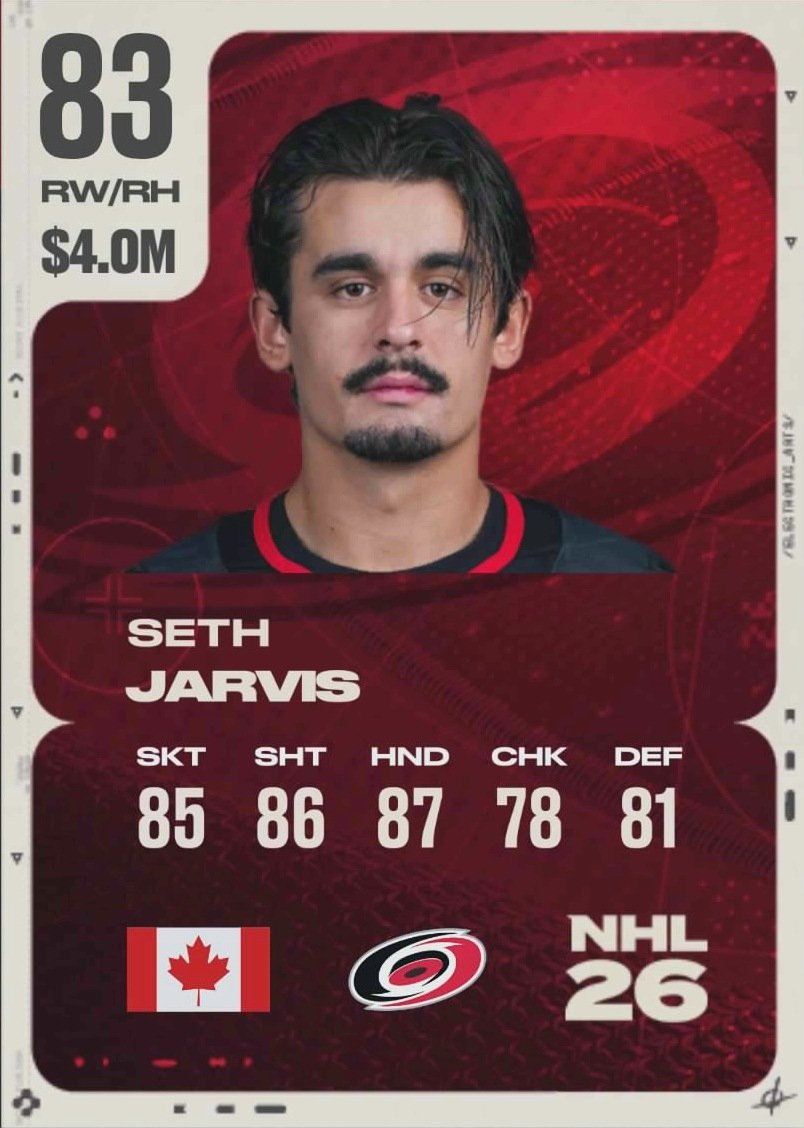 83
RW/RH
$4.0M
/ELECTRONIC_ARTS/
SETH
JARVIS
SKT SHT HND CHK DEF
85 86 87 78 81
NHL
26